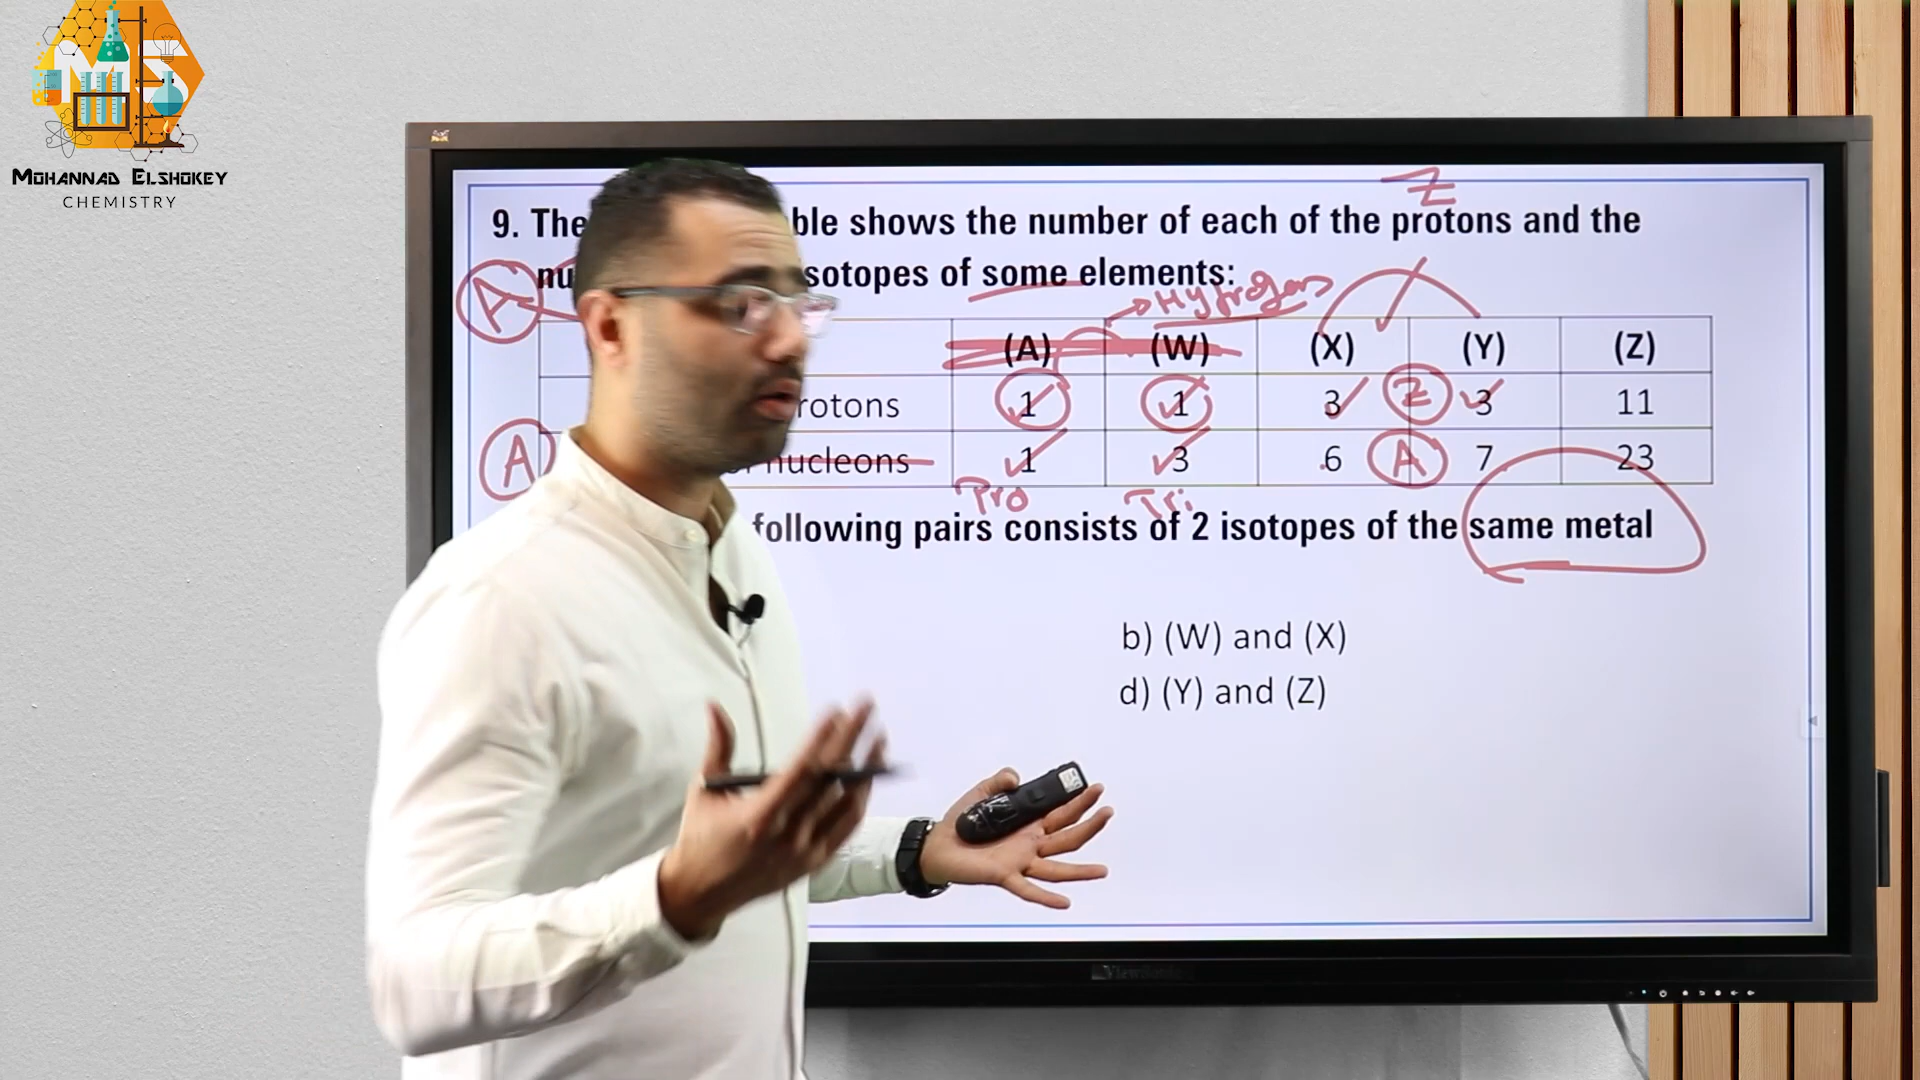 MS
MOHANNAD ELSHOKEY
CHEMISTRY
Z
9. The ble shows the number of each of the protons and the
A nu sotopes of some elements:
Hydrogen
(A) (W) (X) (Y) (Z)
rotons 1 1 3 Z 3 11
A nucleons 1 3 6 A 7 23
Pro Tri
following pairs consists of 2 isotopes of the same metal
b) (W) and (X)
d) (Y) and (Z)
ViewSonic